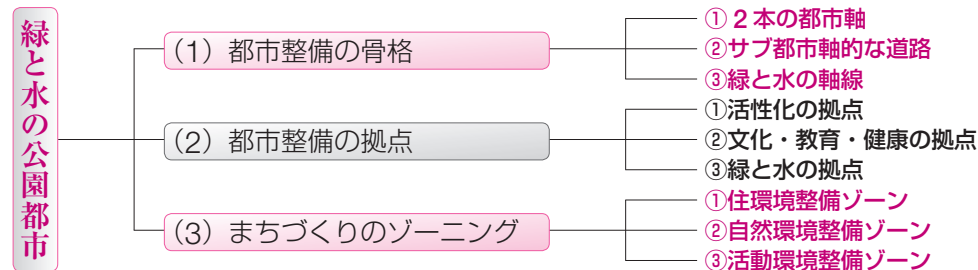 緑と水の公園都市
(1) 都市整備の骨格
①2本の都市軸
②サブ都市軸的な道路
③緑と水の軸線
(2) 都市整備の拠点
①活性化の拠点
②文化・教育・健康の拠点
③緑と水の拠点
(3) まちづくりのゾーニング
①住環境整備ゾーン
②自然環境整備ゾーン
③活動環境整備ゾーン